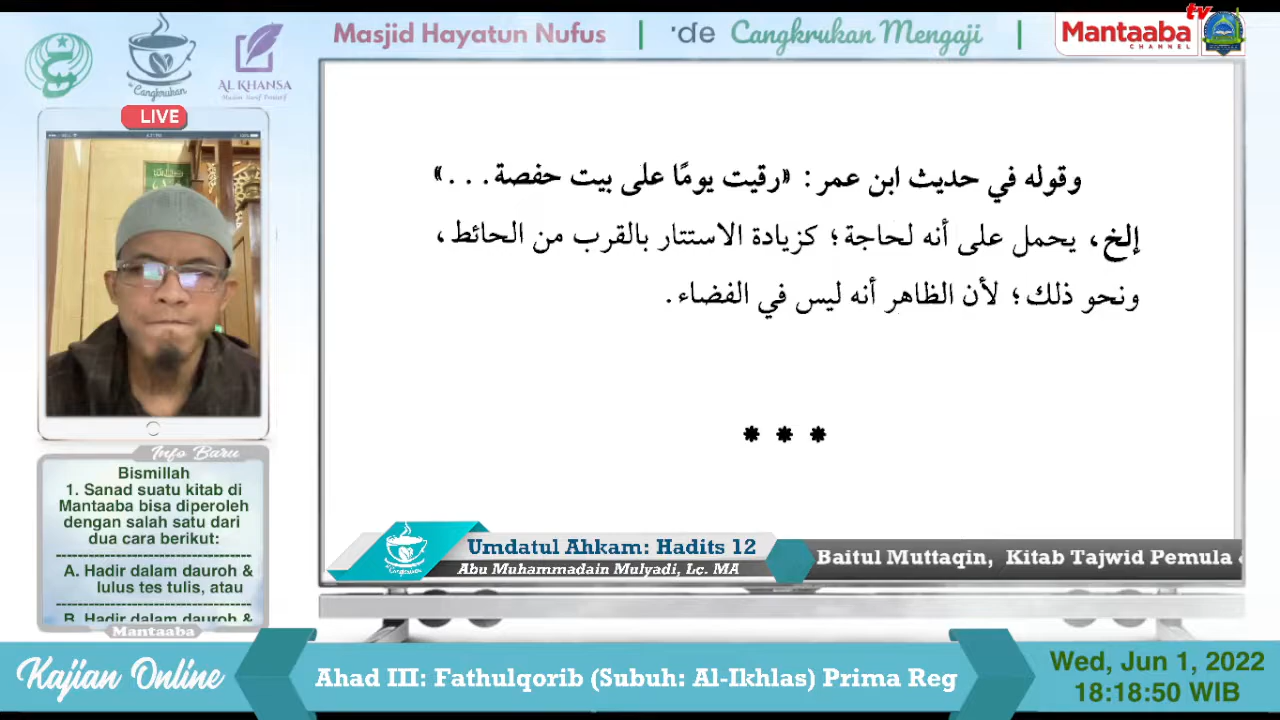 Masjid Hayatun Nufus | 'de Cangkrukan Mengaji |
Mantaaba tv
CHANNEL
Cangkrukan
AL KHANSA
LIVE
وقوله في حديث ابن عمر: «رقيت يومًا على بيت حفصة...»
إلخ، يحمل على أنه لحاجة؛ كزيادة الاستتار بالقرب من الحائط،
ونحو ذلك؛ لأن الظاهر أنه ليس في الفضاء.
* * *
Info Baru
Bismillah
1. Sanad suatu kitab di
Mantaaba bisa diperoleh
dengan salah satu dari
dua cara berikut:
A. Hadir dalam dauroh &
lulus tes tulis, atau
B. Hadir dalam dauroh &
Mantaaba
Umdatul Ahkam: Hadits 12
Abu Muhammadain Mulyadi, Lc. MA
Baitul Muttaqin, Kitab Tajwid Pemula
Kajian Online
Ahad III: Fathulqorib (Subuh: Al-Ikhlas) Prima Reg
Wed, Jun 1, 2022
18:18:50 WIB